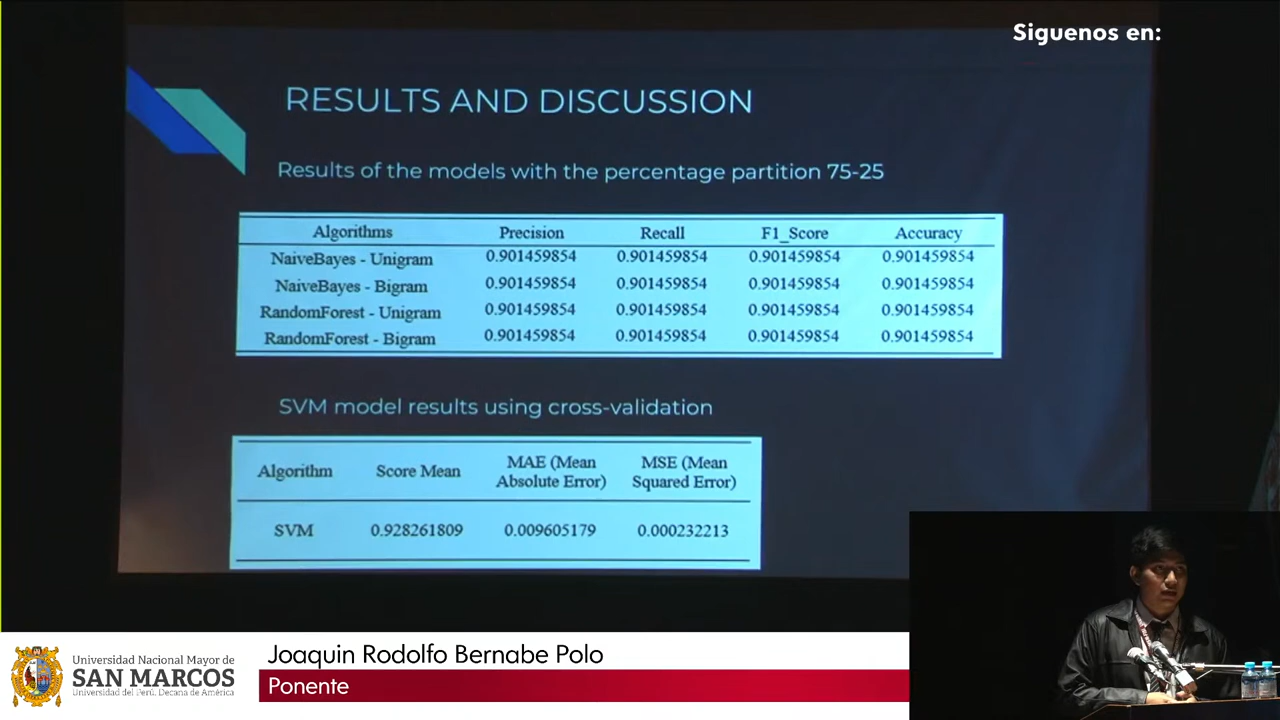 Siguenos en:
RESULTS AND DISCUSSION
Results of the models with the percentage partition 75-25
Algorithms Precision Recall F1_Score Accuracy
NaiveBayes - Unigram 0.901459854 0.901459854 0.901459854 0.901459854
NaiveBayes - Bigram 0.901459854 0.901459854 0.901459854 0.901459854
RandomForest - Unigram 0.901459854 0.901459854 0.901459854 0.901459854
RandomForest - Bigram 0.901459854 0.901459854 0.901459854 0.901459854
SVM model results using cross-validation
Algorithm Score Mean MAE (Mean Absolute Error) MSE (Mean Squared Error)
SVM 0.928261809 0.009605179 0.000232213
Universidad Nacional Mayor de
SAN MARCOS
Universidad del Perú. Decana de América
Joaquin Rodolfo Bernabe Polo
Ponente